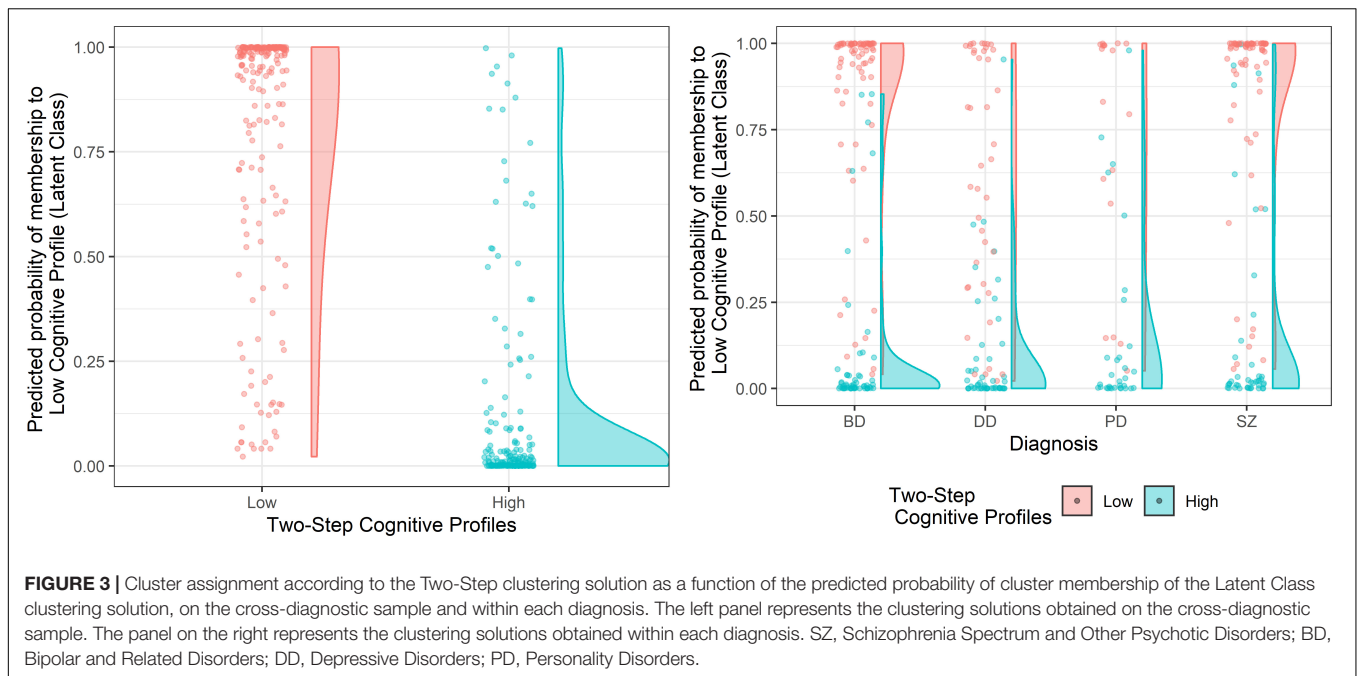 Predicted probability of membership to
Low Cognitive Profile (Latent Class)
1.00
0.75
0.50
0.25
0.00
Low
High
Two-Step Cognitive Profiles
Predicted probability of membership to
Low Cognitive Profile (Latent Class)
1.00
0.75
0.50
0.25
0.00
BD
DD
PD
SZ
Diagnosis
Two-Step
Cognitive Profiles
Low
High
FIGURE 3 | Cluster assignment according to the Two-Step clustering solution as a function of the predicted probability of cluster membership of the Latent Class
clustering solution, on the cross-diagnostic sample and within each diagnosis. The left panel represents the clustering solutions obtained on the cross-diagnostic
sample. The panel on the right represents the clustering solutions obtained within each diagnosis. SZ, Schizophrenia Spectrum and Other Psychotic Disorders; BD,
Bipolar and Related Disorders; DD, Depressive Disorders; PD, Personality Disorders.